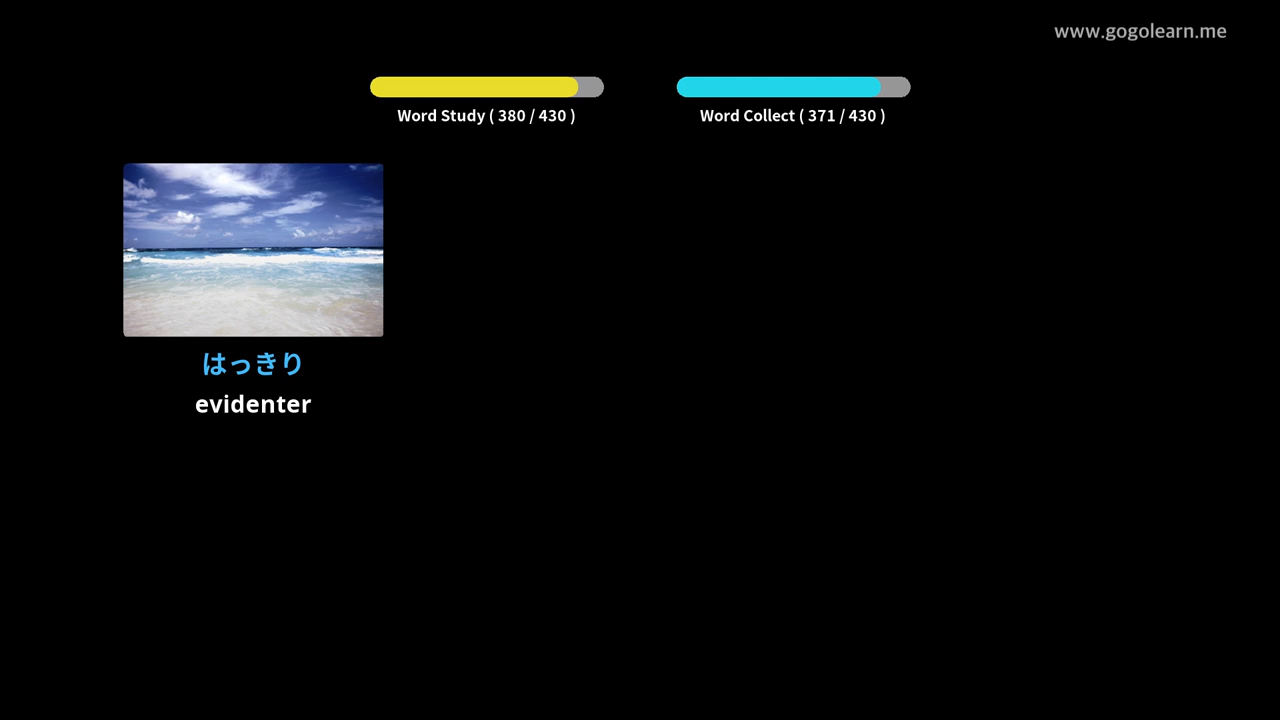 www.gogolearn.me
Word Study ( 380 / 430 )
Word Collect ( 371 / 430 )
はっきり
evidenter